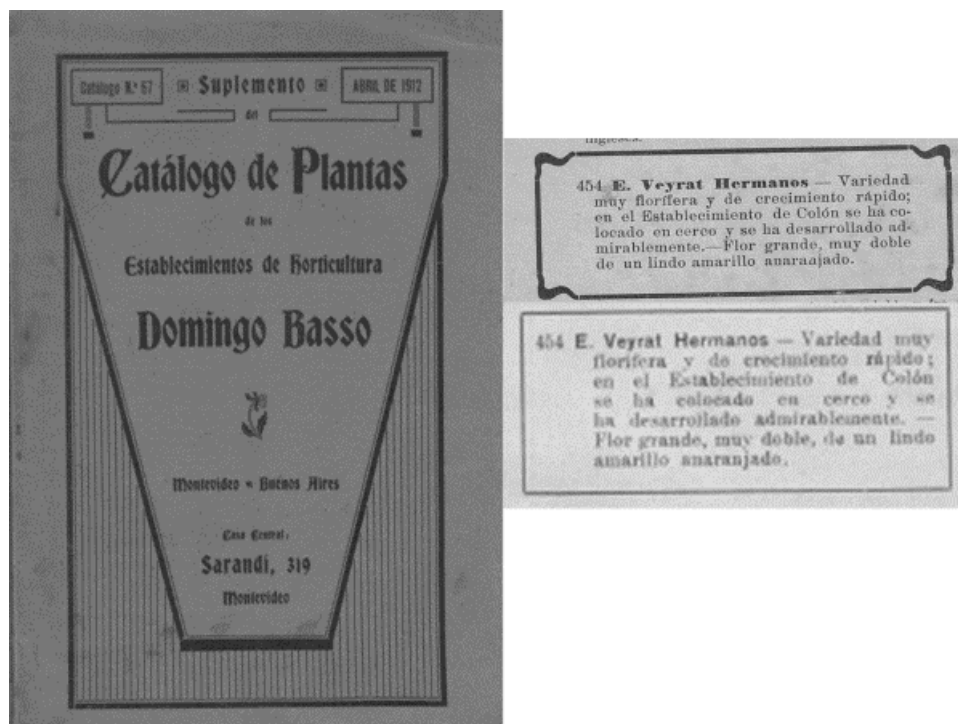 Catálogo N.º 67
Suplemento
ABRIL DE 1912
del
Catálogo de Plantas
de los
Establecimientos de Horticultura
Domingo Basso
Montevideo - Buenos Aires
Casa Central:
Sarandí, 319
Montevideo
ingleses.
454 E. Veyrat Hermanos — Variedad
muy florífera y de crecimiento rápido;
en el Establecimiento de Colón se ha co-
locado en cerco y se ha desarrollado ad-
mirablemente.—Flor grande, muy doble
de un lindo amarillo anaraajado.
454 E. Veyrat Hermanos — Variedad muy
florífera y de crecimiento rápido;
en el Establecimiento de Colón
se ha colocado en cerco y se
ha desarrollado admirablemente. —
Flor grande, muy doble, de un lindo
amarillo anaranjado.